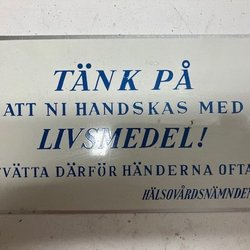 TÄNK PÅ
ATT NI HANDSKAS MED
LIVSMEDEL!
TVÄTTA DÄRFÖR HÄNDERNA OFTA
HÄLSOVÅRDSNÄMNDEN